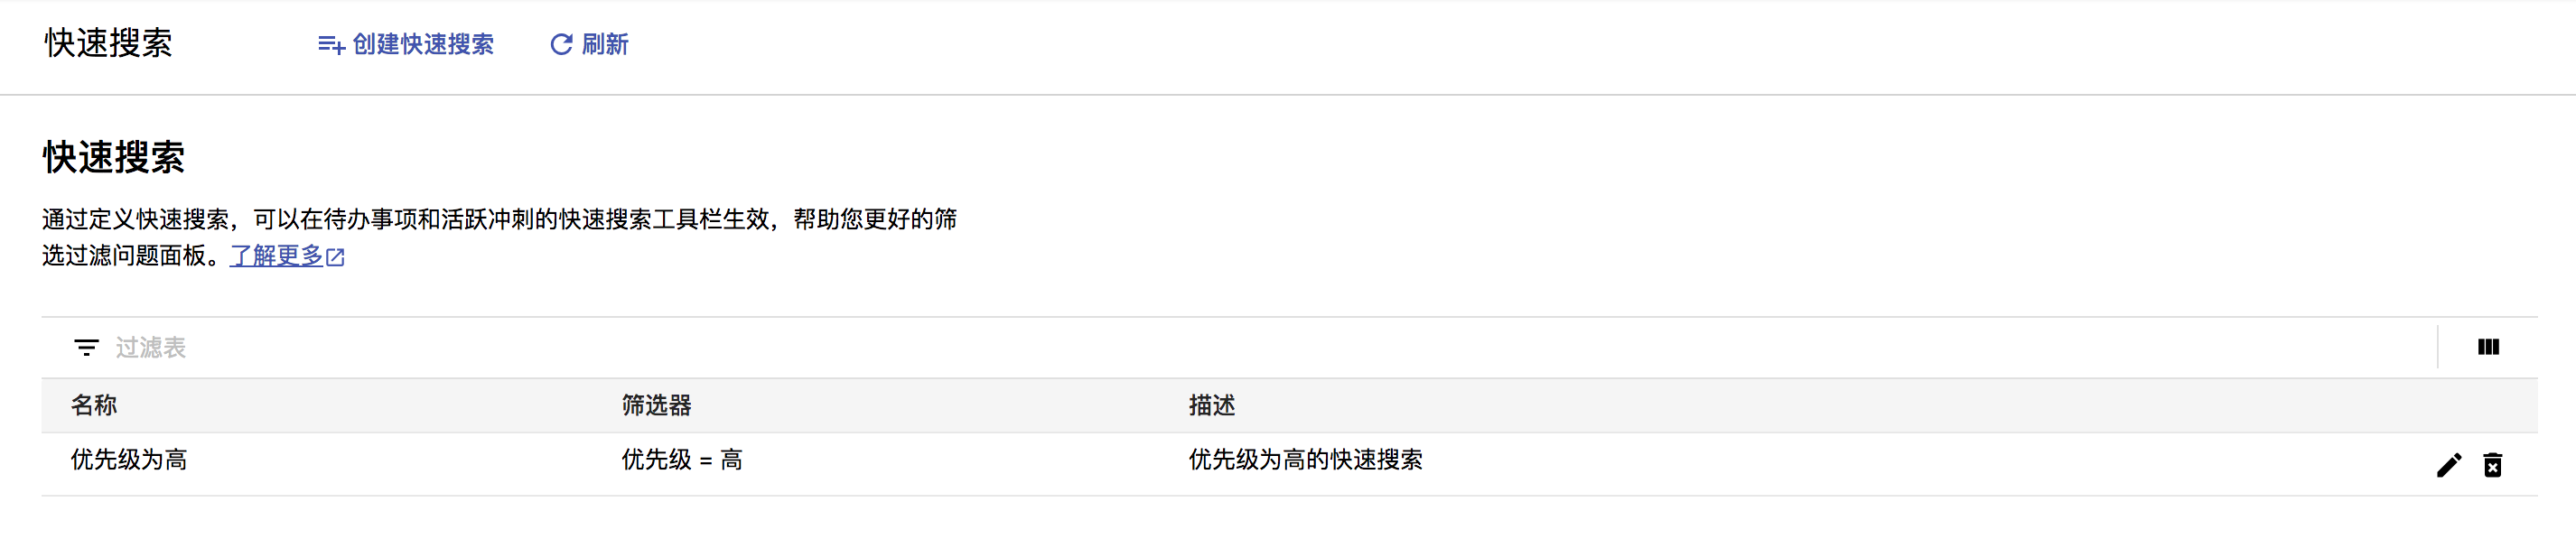 快速搜索 创建快速搜索 刷新
快速搜索
通过定义快速搜索，可以在待办事项和活跃冲刺的快速搜索工具栏生效，帮助您更好的筛
选过滤问题面板。了解更多
过滤表
名称 筛选器 描述
优先级为高 优先级 = 高 优先级为高的快速搜索